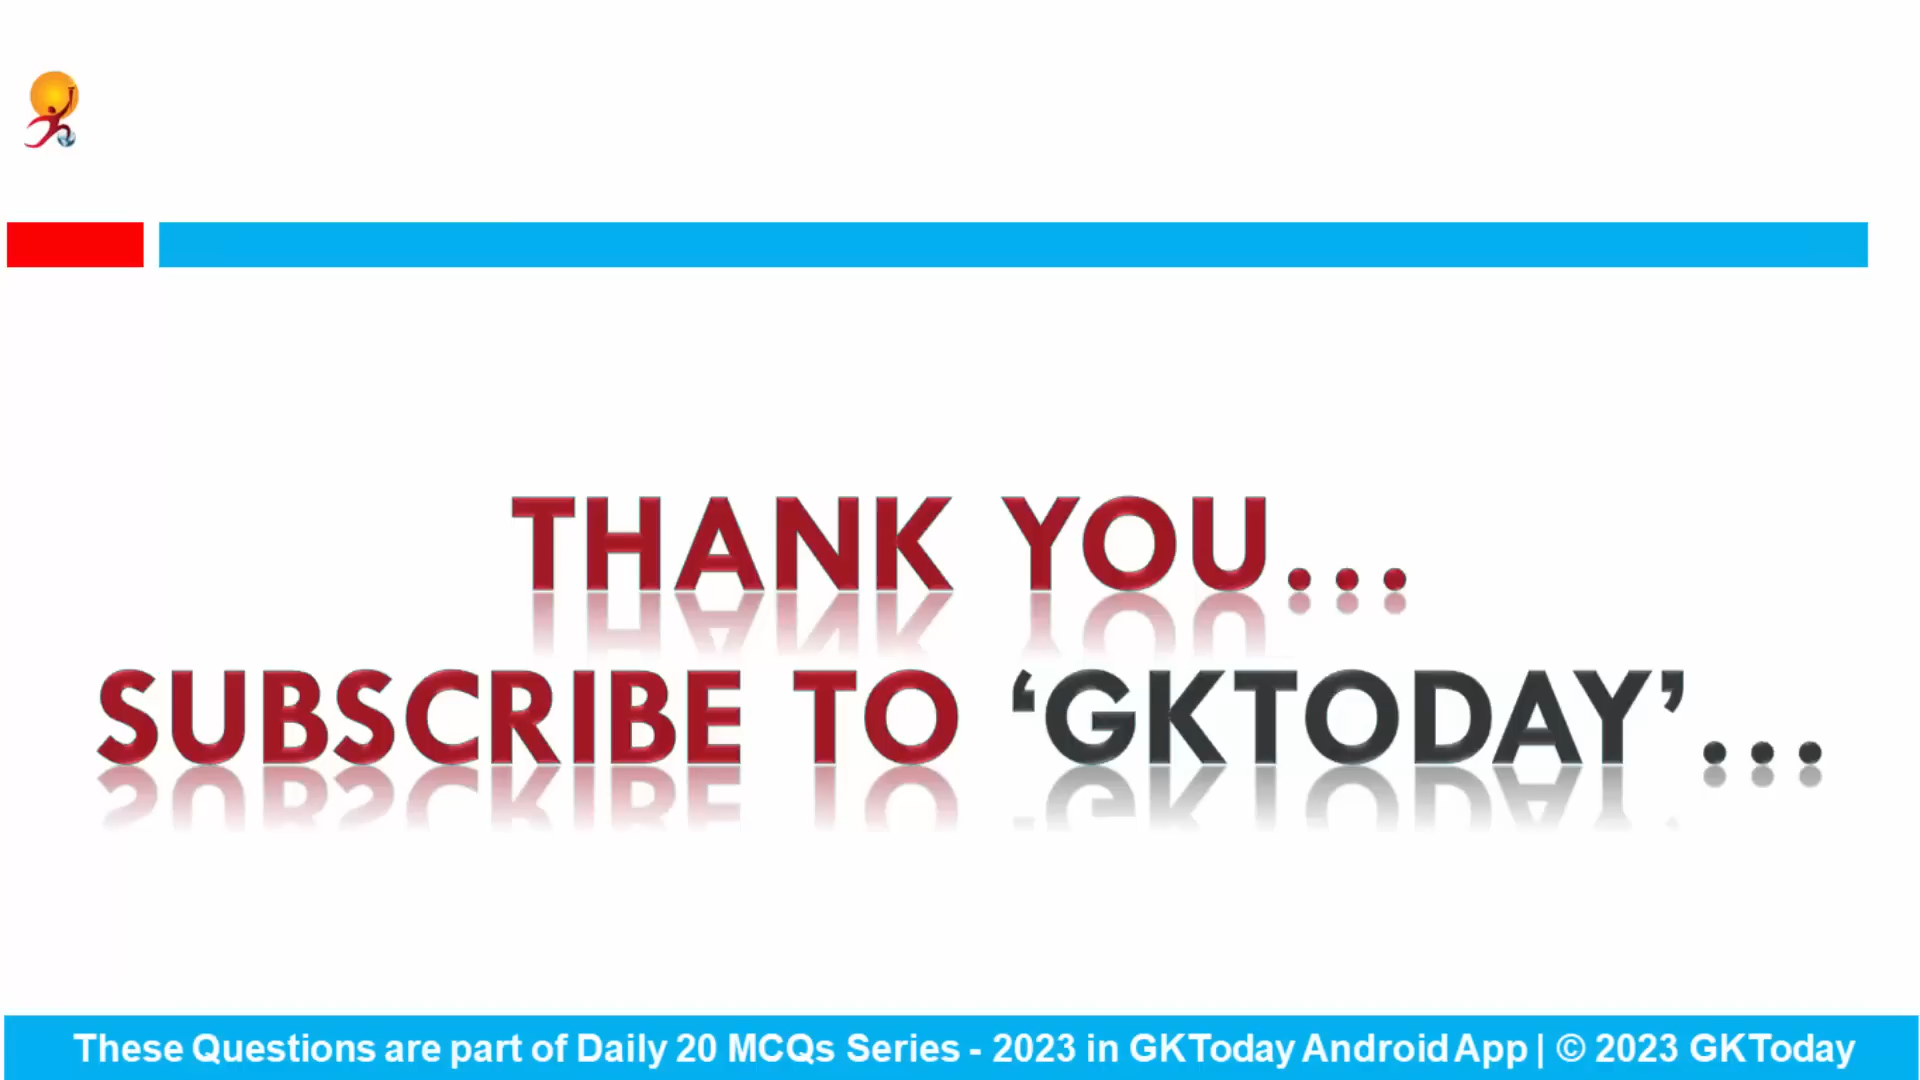 THANK YOU...
SUBSCRIBE TO ‘GKTODAY’...
These Questions are part of Daily 20 MCQs Series - 2023 in GKToday Android App | © 2023 GKToday